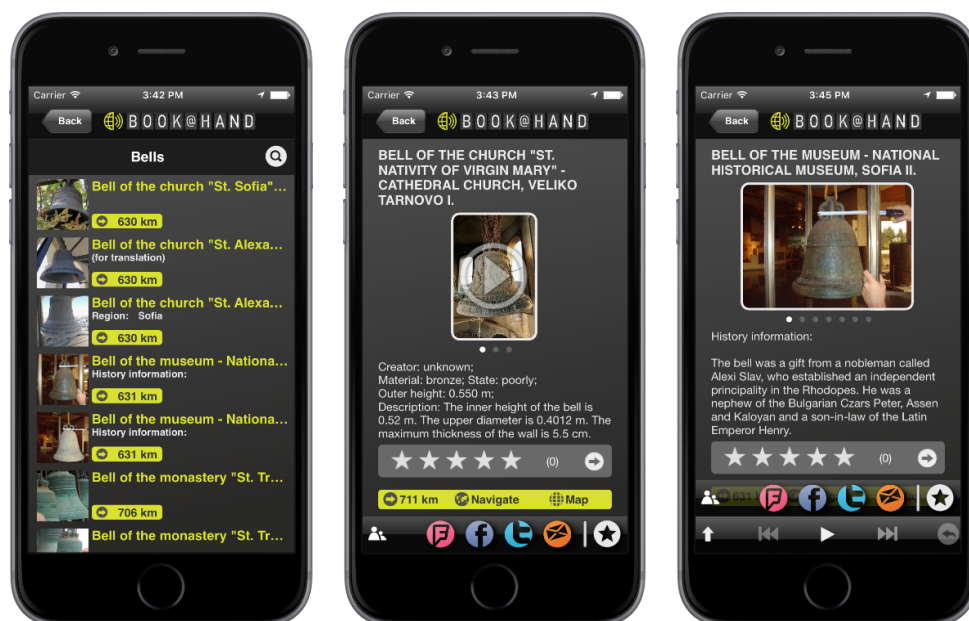 Carrier 3:42 PM
Back BOOK@HAND
Bells
Bell of the church "St. Sofia"...
630 km
Bell of the church "St. Alexa...
(for translation)
630 km
Bell of the church "St. Alexa...
Region: Sofia
630 km
Bell of the museum - Nationa...
History information:
631 km
Bell of the museum - Nationa...
History information:
631 km
Bell of the monastery "St. Tr...
706 km
Bell of the monastery "St. Tr...
Carrier 3:43 PM
Back BOOK@HAND
BELL OF THE CHURCH "ST.
NATIVITY OF VIRGIN MARY" -
CATHEDRAL CHURCH, VELIKO
TARNOVO I.
Creator: unknown;
Material: bronze; State: poorly;
Outer height: 0.550 m;
Description: The inner height of the bell is
0.52 m. The upper diameter is 0.4012 m. The
maximum thickness of the wall is 5.5 cm.
(0)
711 km Navigate Map
Carrier 3:45 PM
Back BOOK@HAND
BELL OF THE MUSEUM - NATIONAL
HISTORICAL MUSEUM, SOFIA II.
History information:
The bell was a gift from a nobleman called
Alexi Slav, who established an independent
principality in the Rhodopes. He was a
nephew of the Bulgarian Czars Peter, Assen
and Kaloyan and a son-in-law of the Latin
Emperor Henry.
(0)
631